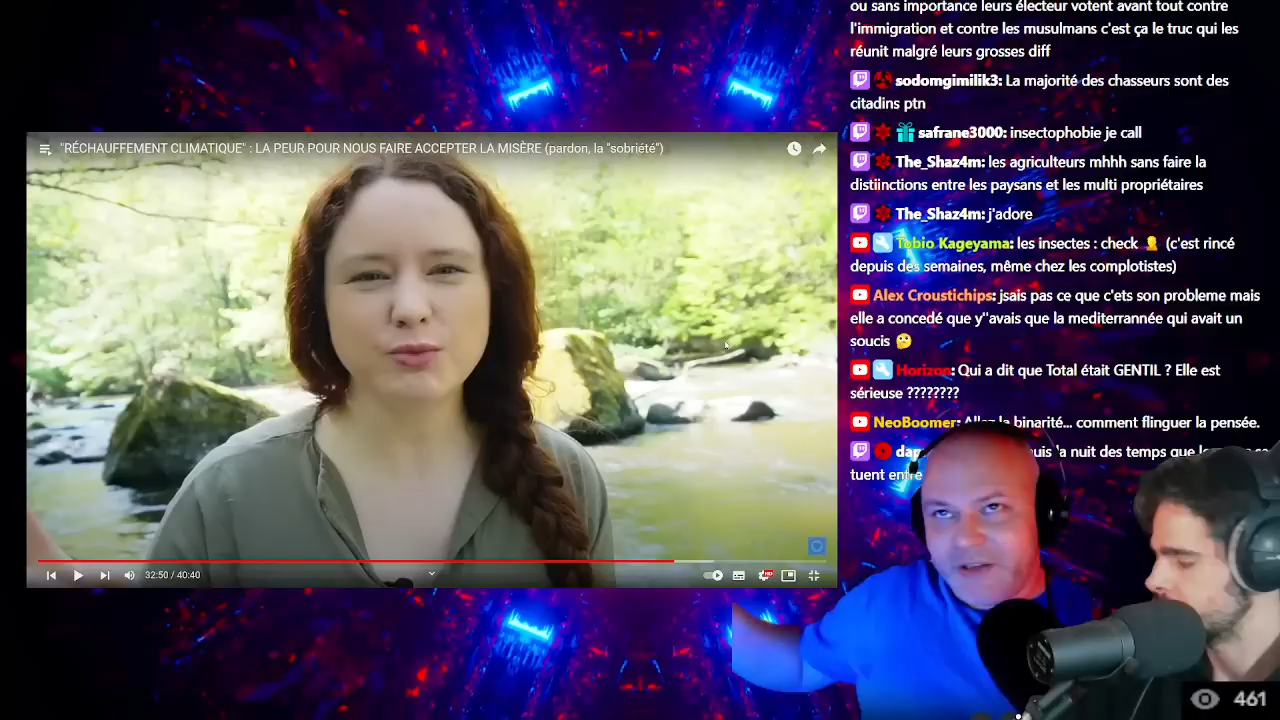 "RÉCHAUFFEMENT CLIMATIQUE" : LA PEUR POUR NOUS FAIRE ACCEPTER LA MISÈRE (pardon, la "sobriété")
32:50 / 40:40
ou sans importance leurs électeur votent avant tout contre
l'immigration et contre les musulmans c'est ça le truc qui les
réunit malgré leurs grosses diff
sodomgimilik3: La majorité des chasseurs sont des
citadins ptn
safrane3000: insectophobie je call
The_Shaz4m: les agriculteurs mhhh sans faire la
distiinctions entre les paysans et les multi propriétaires
The_Shaz4m: j'adore
Tobio Kageyama: les insectes : check (c'est rincé
depuis des semaines, même chez les complotistes)
Alex Croustichips: jsais pas ce que c'ets son probleme mais
elle a concedé que y''avais que la mediterrannée qui avait un
soucis
Horizon: Qui a dit que Total était GENTIL ? Elle est
sérieuse ????????
NeoBoomer: la binarité... comment flinguer la pensée.
'a nuit des temps que
tuent
461